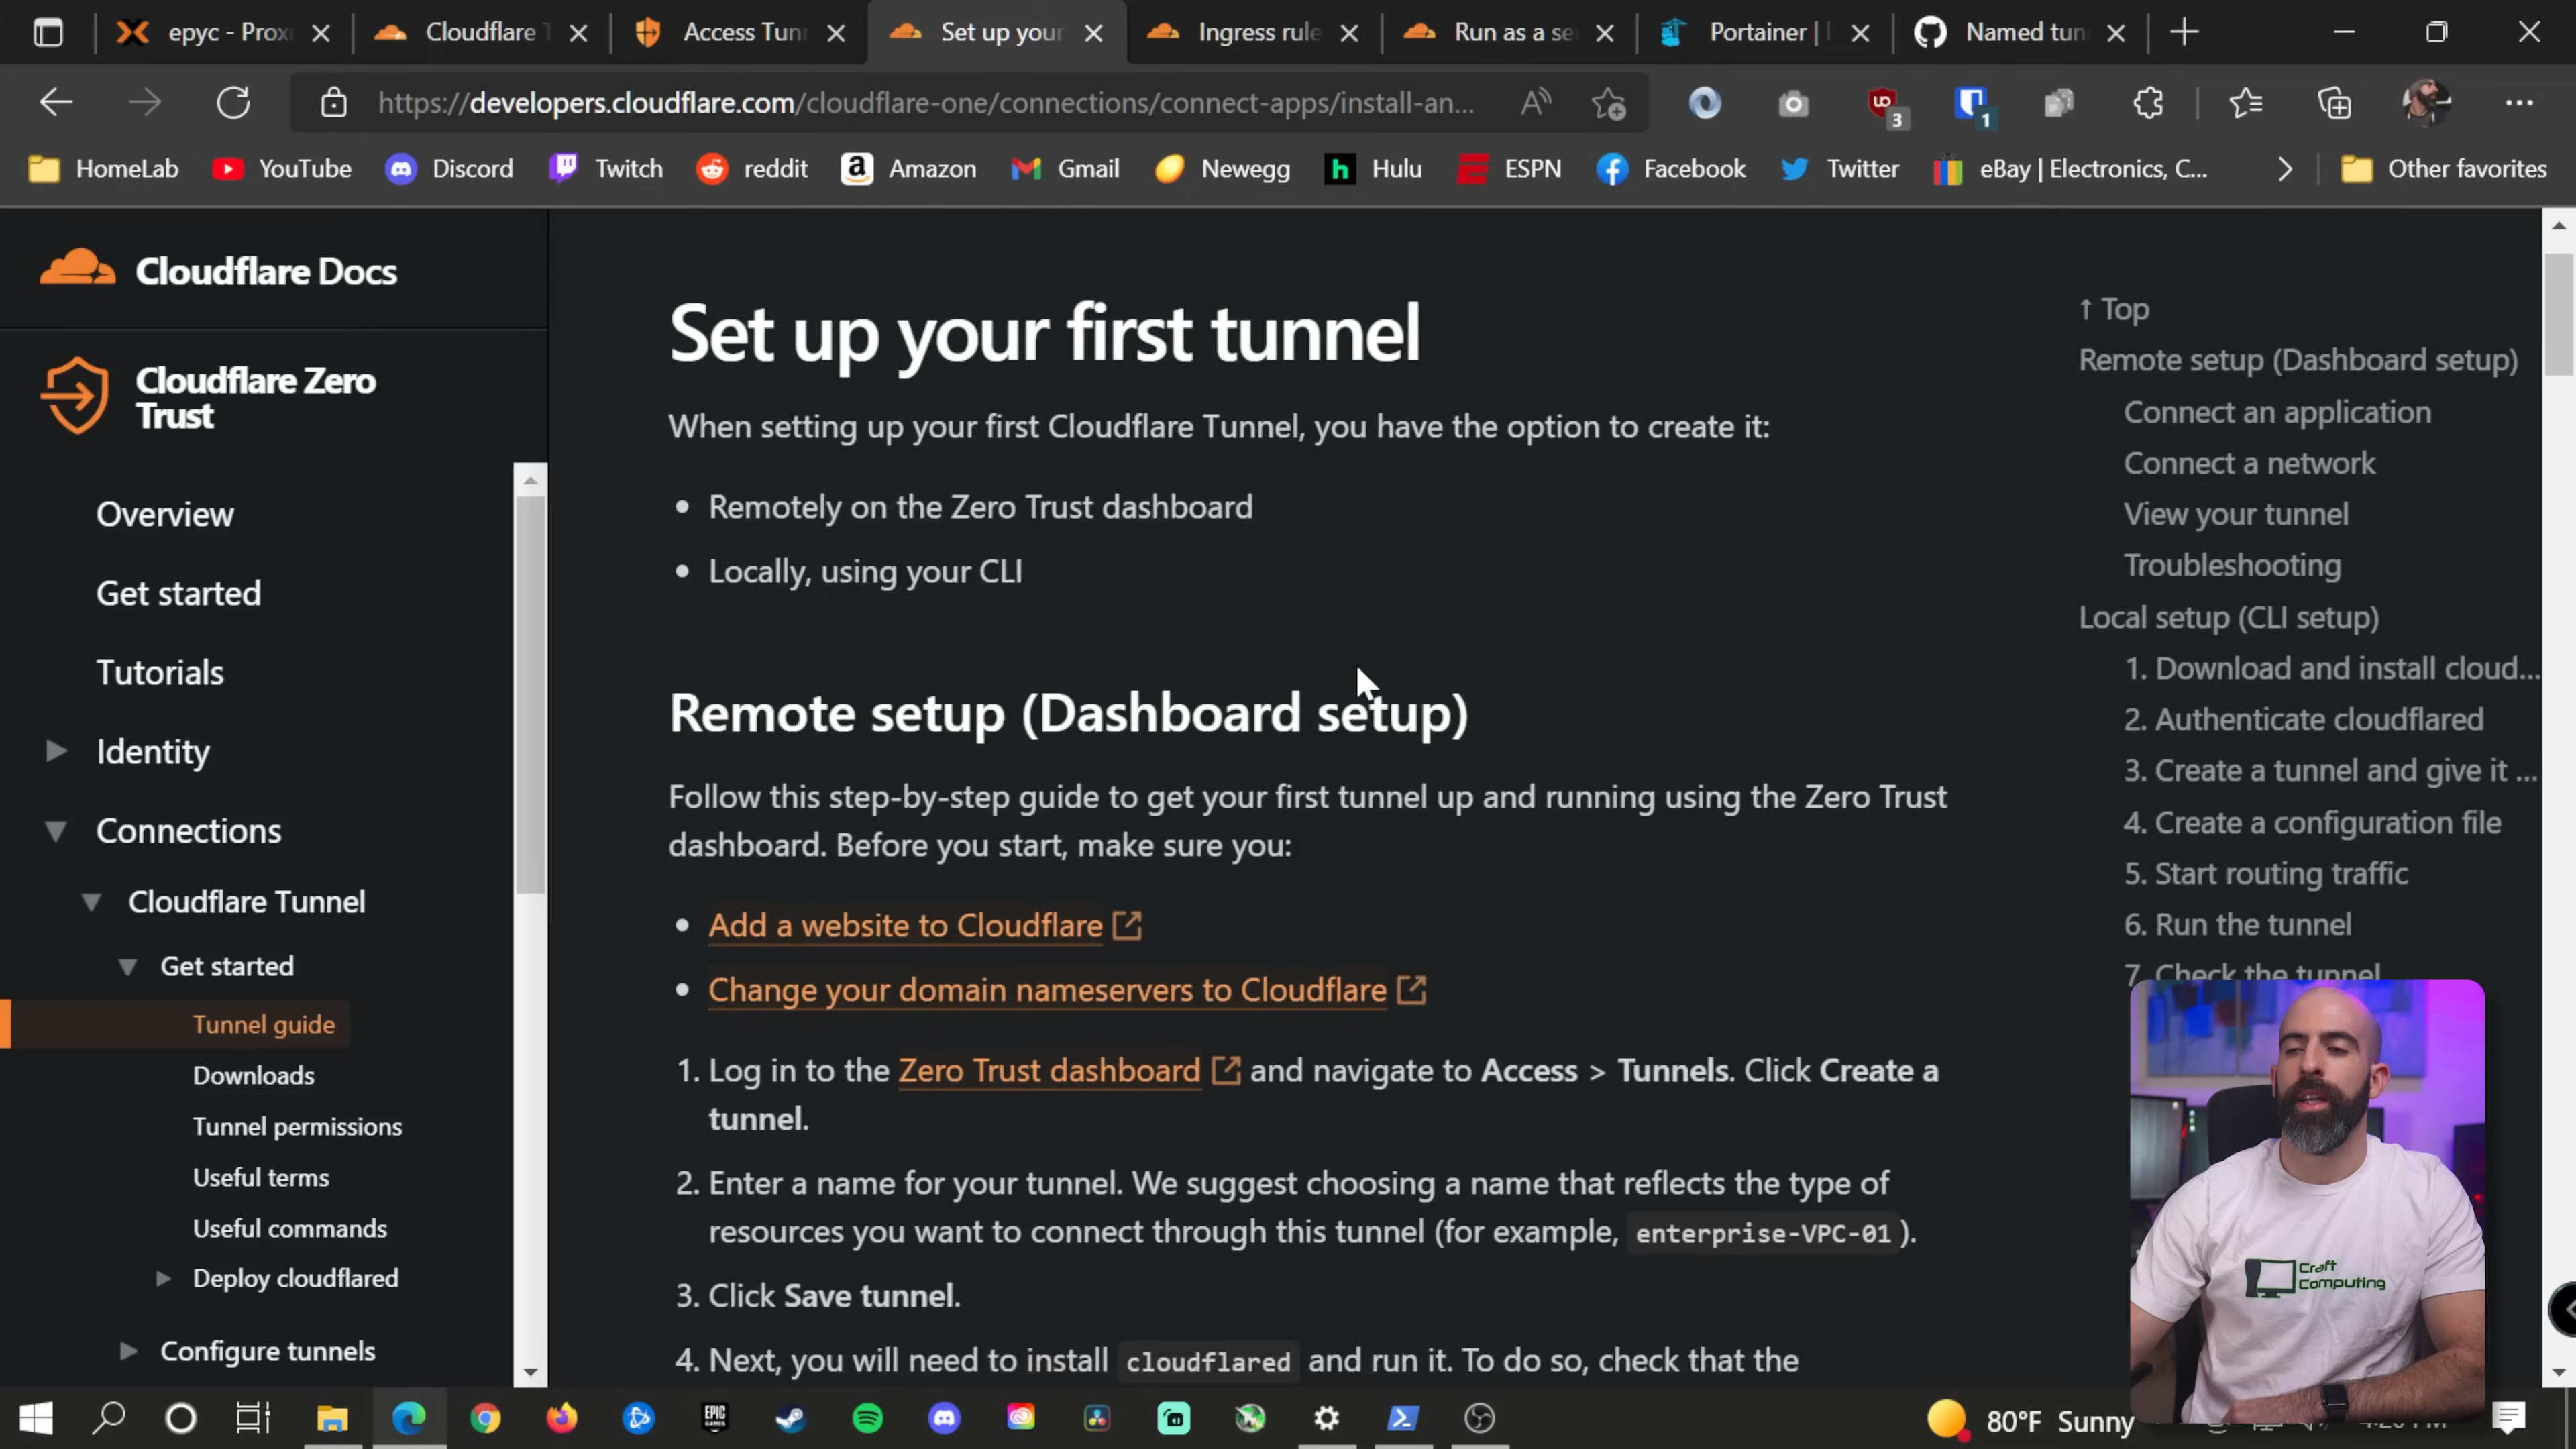 epyc - Prox
Cloudflare T
Access Tun
Set up your
Ingress rule
Run as a se
Portainer |
Named tun
https://developers.cloudflare.com/cloudflare-one/connections/connect-apps/install-an...
3
1
HomeLab
YouTube
Discord
Twitch
reddit
Amazon
Gmail
Newegg
Hulu
ESPN
Facebook
Twitter
eBay | Electronics, C...
Other favorites
Cloudflare Docs
Cloudflare Zero
Trust
Overview
Get started
Tutorials
Identity
Connections
Cloudflare Tunnel
Get started
Tunnel guide
Downloads
Tunnel permissions
Useful terms
Useful commands
Deploy cloudflared
Configure tunnels
Set up your first tunnel
When setting up your first Cloudflare Tunnel, you have the option to create it:
• Remotely on the Zero Trust dashboard
• Locally, using your CLI
Remote setup (Dashboard setup)
Follow this step-by-step guide to get your first tunnel up and running using the Zero Trust
dashboard. Before you start, make sure you:
• Add a website to Cloudflare
• Change your domain nameservers to Cloudflare
1. Log in to the Zero Trust dashboard and navigate to Access > Tunnels. Click Create a
tunnel.
2. Enter a name for your tunnel. We suggest choosing a name that reflects the type of
resources you want to connect through this tunnel (for example, enterprise-VPC-01 ).
3. Click Save tunnel.
4. Next, you will need to install cloudflared and run it. To do so, check that the
↑ Top
Remote setup (Dashboard setup)
Connect an application
Connect a network
View your tunnel
Troubleshooting
Local setup (CLI setup)
1. Download and install cloud...
2. Authenticate cloudflared
3. Create a tunnel and give it ...
4. Create a configuration file
5. Start routing traffic
6. Run the tunnel
7. Check the tunnel
Craft
Computing
EPIC
GAMES
80°F Sunny